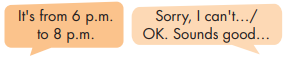 It's from 6 p.m.
to 8 p.m.
Sorry, I can't.../
OK. Sounds good...